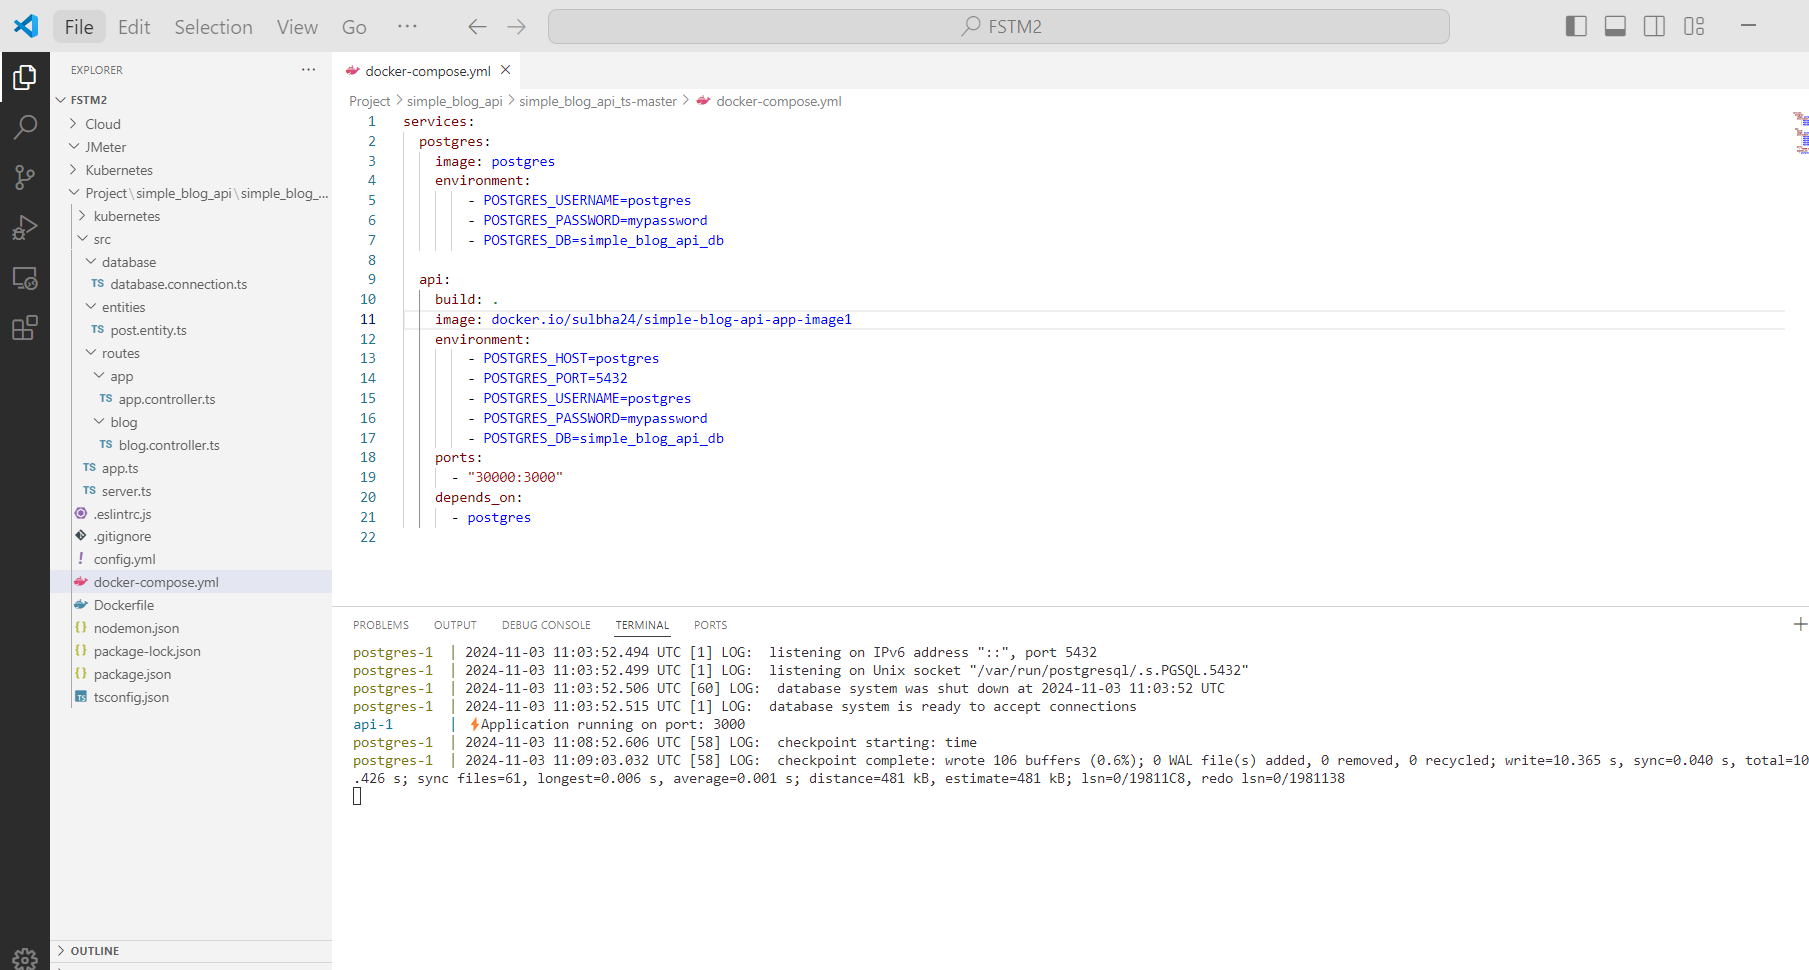 File Edit Selection View Go ··· FSTM2
EXPLORER ···
FSTM2
Cloud
JMeter
Kubernetes
Project\simple_blog_api\simple_blog_...
kubernetes
src
database
TS database.connection.ts
entities
TS post.entity.ts
routes
app
TS app.controller.ts
blog
TS blog.controller.ts
TS app.ts
TS server.ts
.eslintrc.js
.gitignore
! config.yml
docker-compose.yml
Dockerfile
{} nodemon.json
{} package-lock.json
{} package.json
TS tsconfig.json
OUTLINE
docker-compose.yml ×
Project > simple_blog_api > simple_blog_api_ts-master > docker-compose.yml
1 services:
2 postgres:
3 image: postgres
4 environment:
5 - POSTGRES_USERNAME=postgres
6 - POSTGRES_PASSWORD=mypassword
7 - POSTGRES_DB=simple_blog_api_db
8
9 api:
10 build: .
11 image: docker.io/sulbha24/simple-blog-api-app-image1
12 environment:
13 - POSTGRES_HOST=postgres
14 - POSTGRES_PORT=5432
15 - POSTGRES_USERNAME=postgres
16 - POSTGRES_PASSWORD=mypassword
17 - POSTGRES_DB=simple_blog_api_db
18 ports:
19 - "30000:3000"
20 depends_on:
21 - postgres
22
PROBLEMS OUTPUT DEBUG CONSOLE TERMINAL PORTS
postgres-1 | 2024-11-03 11:03:52.494 UTC [1] LOG: listening on IPv6 address "::", port 5432
postgres-1 | 2024-11-03 11:03:52.499 UTC [1] LOG: listening on Unix socket "/var/run/postgresql/.s.PGSQL.5432"
postgres-1 | 2024-11-03 11:03:52.506 UTC [60] LOG: database system was shut down at 2024-11-03 11:03:52 UTC
postgres-1 | 2024-11-03 11:03:52.515 UTC [1] LOG: database system is ready to accept connections
api-1 | ⚡Application running on port: 3000
postgres-1 | 2024-11-03 11:08:52.606 UTC [58] LOG: checkpoint starting: time
postgres-1 | 2024-11-03 11:09:03.032 UTC [58] LOG: checkpoint complete: wrote 106 buffers (0.6%); 0 WAL file(s) added, 0 removed, 0 recycled; write=10.365 s, sync=0.040 s, total=10
.426 s; sync files=61, longest=0.006 s, average=0.001 s; distance=481 kB, estimate=481 kB; lsn=0/19811C8, redo lsn=0/1981138